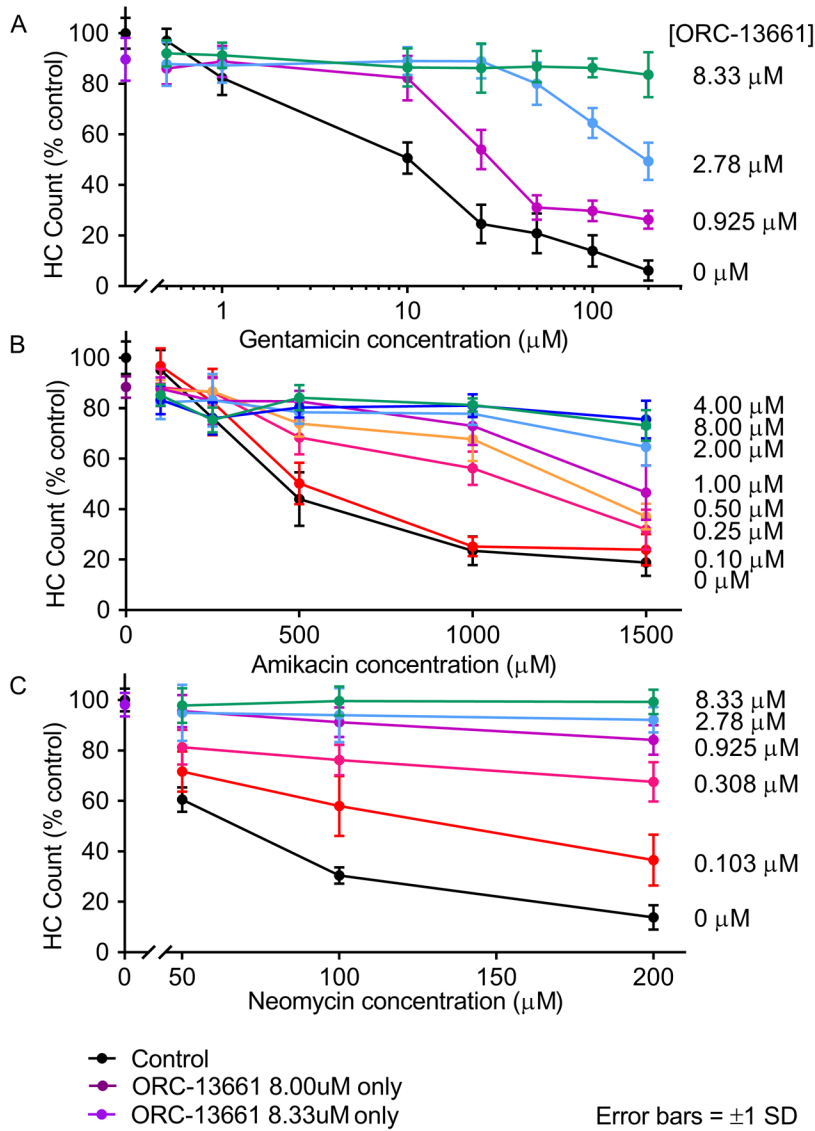 A
HC Count (% control)
100
80
60
40
20
0
0
1
10
100
Gentamicin concentration (μM)
[ORC-13661]
8.33 μM
2.78 μM
0.925 μM
0 μM
B
HC Count (% control)
100
80
60
40
20
0
0
500
1000
1500
Amikacin concentration (μM)
4.00 μM
8.00 μM
2.00 μM
1.00 μM
0.50 μM
0.25 μM
0.10 μM
0 μM
C
HC Count (% control)
100
80
60
40
20
0
0
50
100
150
200
Neomycin concentration (μM)
8.33 μM
2.78 μM
0.925 μM
0.308 μM
0.103 μM
0 μM
Control
ORC-13661 8.00uM only
ORC-13661 8.33uM only
Error bars = ±1 SD